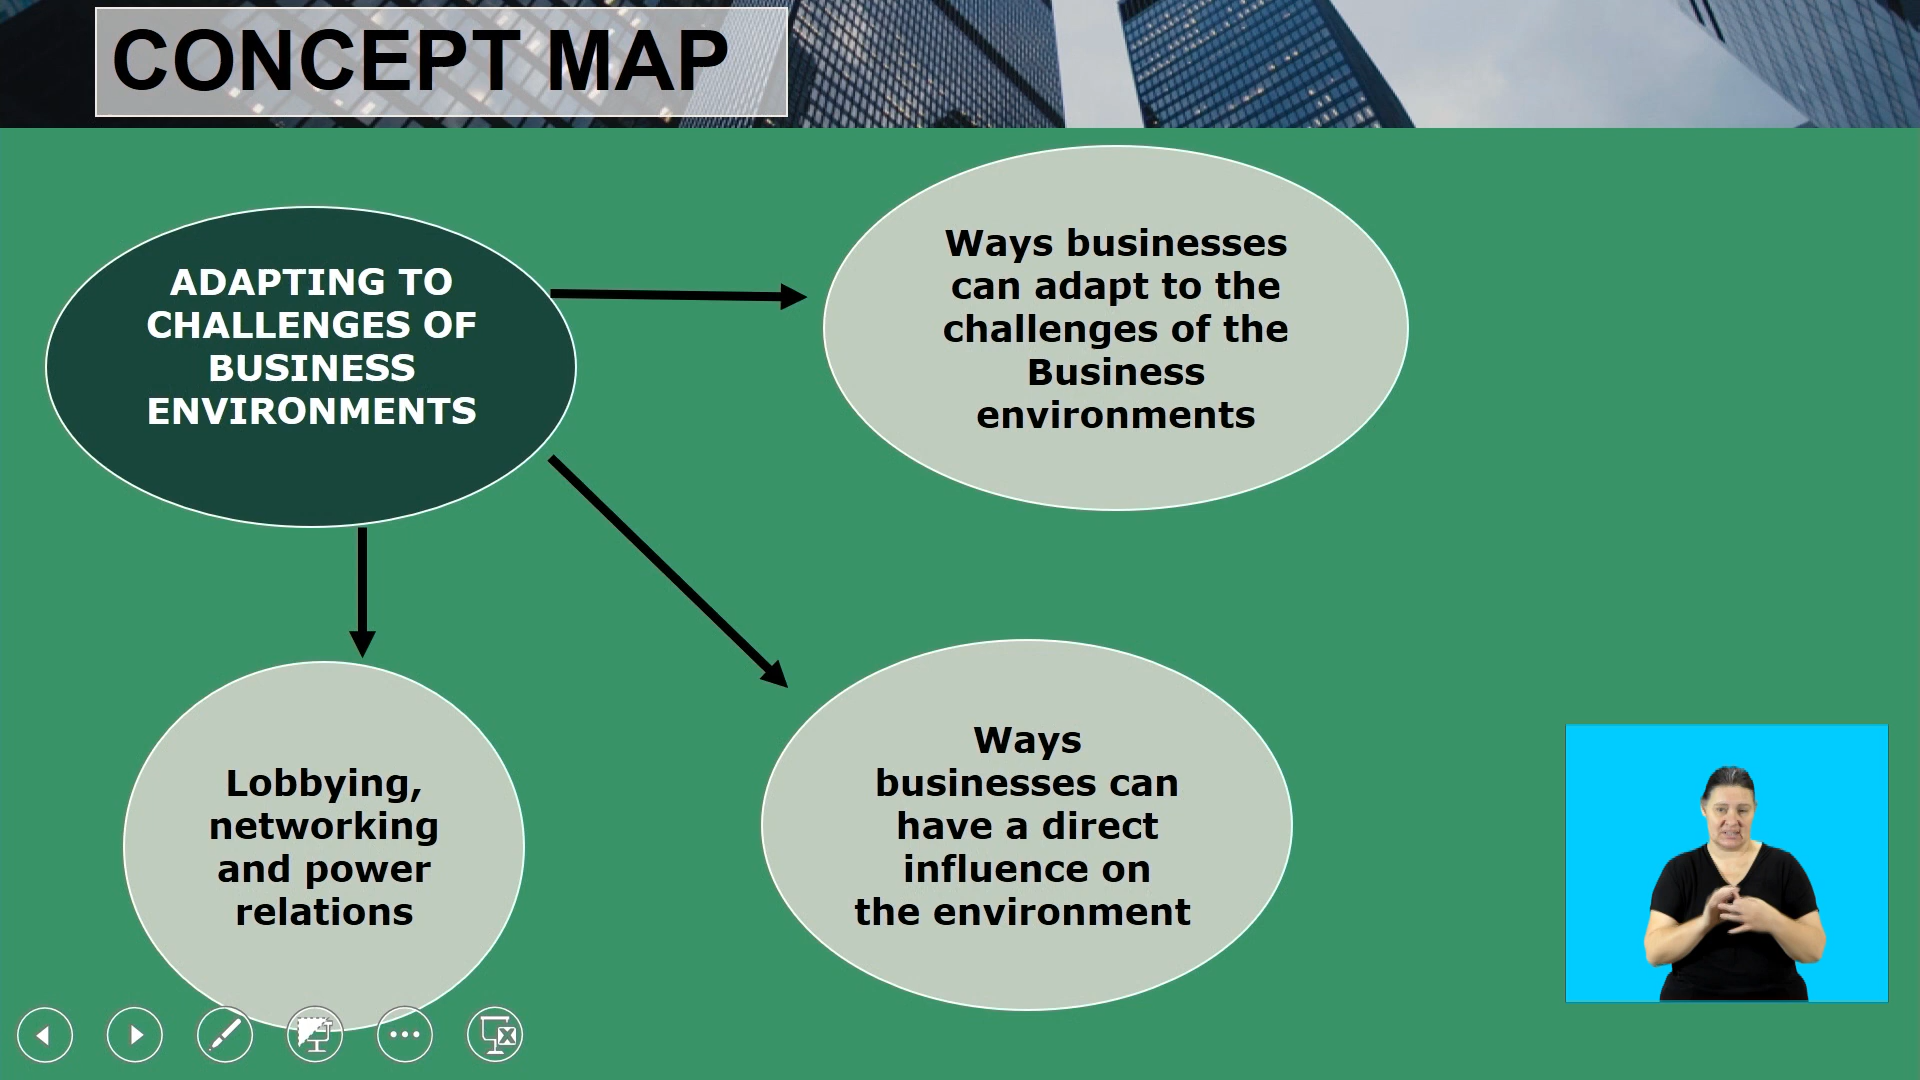 CONCEPT MAP
ADAPTING TO
CHALLENGES OF
BUSINESS
ENVIRONMENTS
Ways businesses
can adapt to the
challenges of the
Business
environments
Lobbying,
networking
and power
relations
Ways
businesses can
have a direct
influence on
the environment